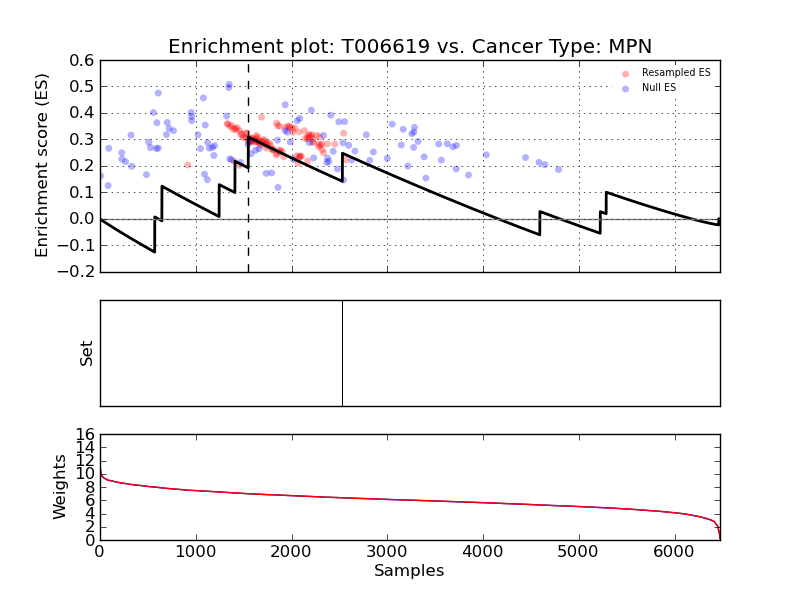 Enrichment plot: T006619 vs. Cancer Type: MPN
Enrichment score (ES)
0.6
0.5
0.4
0.3
0.2
0.1
0.0
−0.1
−0.2
Resampled ES
Null ES
Set
Weights
16
14
12
10
8
6
4
2
0
0 1000 2000 3000 4000 5000 6000
Samples